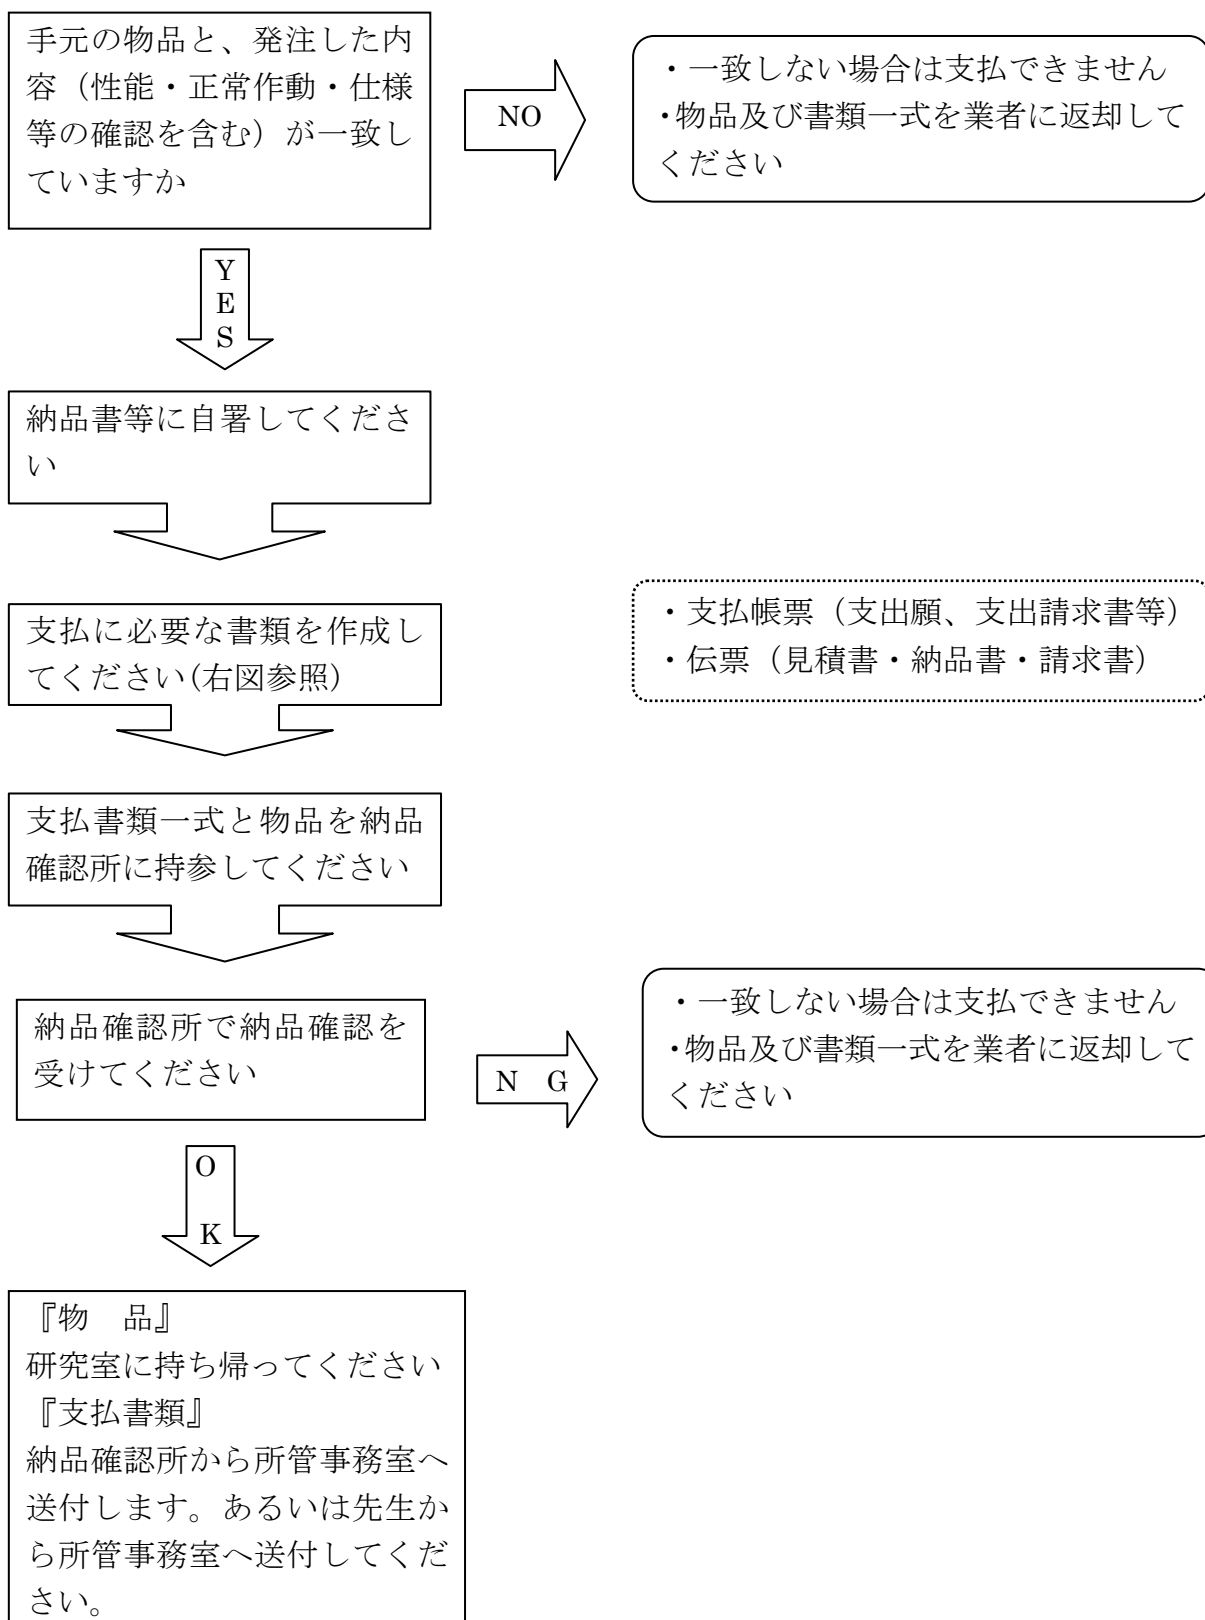 手元の物品と、発注した内
容（性能・正常作動・仕様
等の確認を含む）が一致し
ていますか
NO
・一致しない場合は支払できません
・物品及び書類一式を業者に返却して
ください
YES
納品書等に自署してくださ
い
支払に必要な書類を作成し
てください(右図参照)
・支払帳票（支出願、支出請求書等）
・伝票（見積書・納品書・請求書）
支払書類一式と物品を納品
確認所に持参してください
納品確認所で納品確認を
受けてください
N　G
・一致しない場合は支払できません
・物品及び書類一式を業者に返却して
ください
O
K
『物　品』
研究室に持ち帰ってください
『支払書類』
納品確認所から所管事務室へ
送付します。あるいは先生か
ら所管事務室へ送付してくだ
さい。